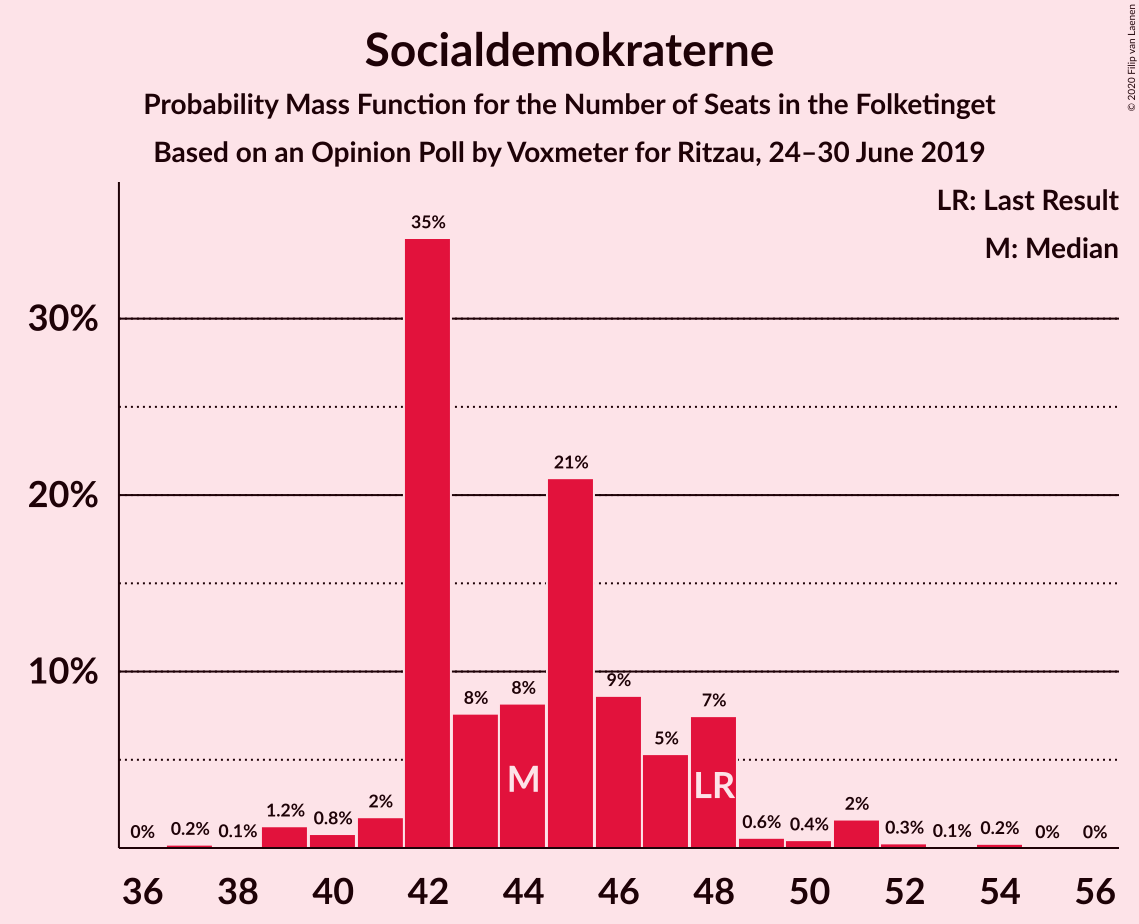 Socialdemokraterne
Probability Mass Function for the Number of Seats in the Folketinget
Based on an Opinion Poll by Voxmeter for Ritzau, 24–30 June 2019
© 2020 Filip van Laenen
LR: Last Result
M: Median
30%
20%
10%
0%
0.2%
0.1%
1.2%
0.8%
2%
35%
8%
8%
21%
9%
5%
7%
0.6%
0.4%
2%
0.3%
0.1%
0.2%
0%
0%
M
LR
36 38 40 42 44 46 48 50 52 54 56